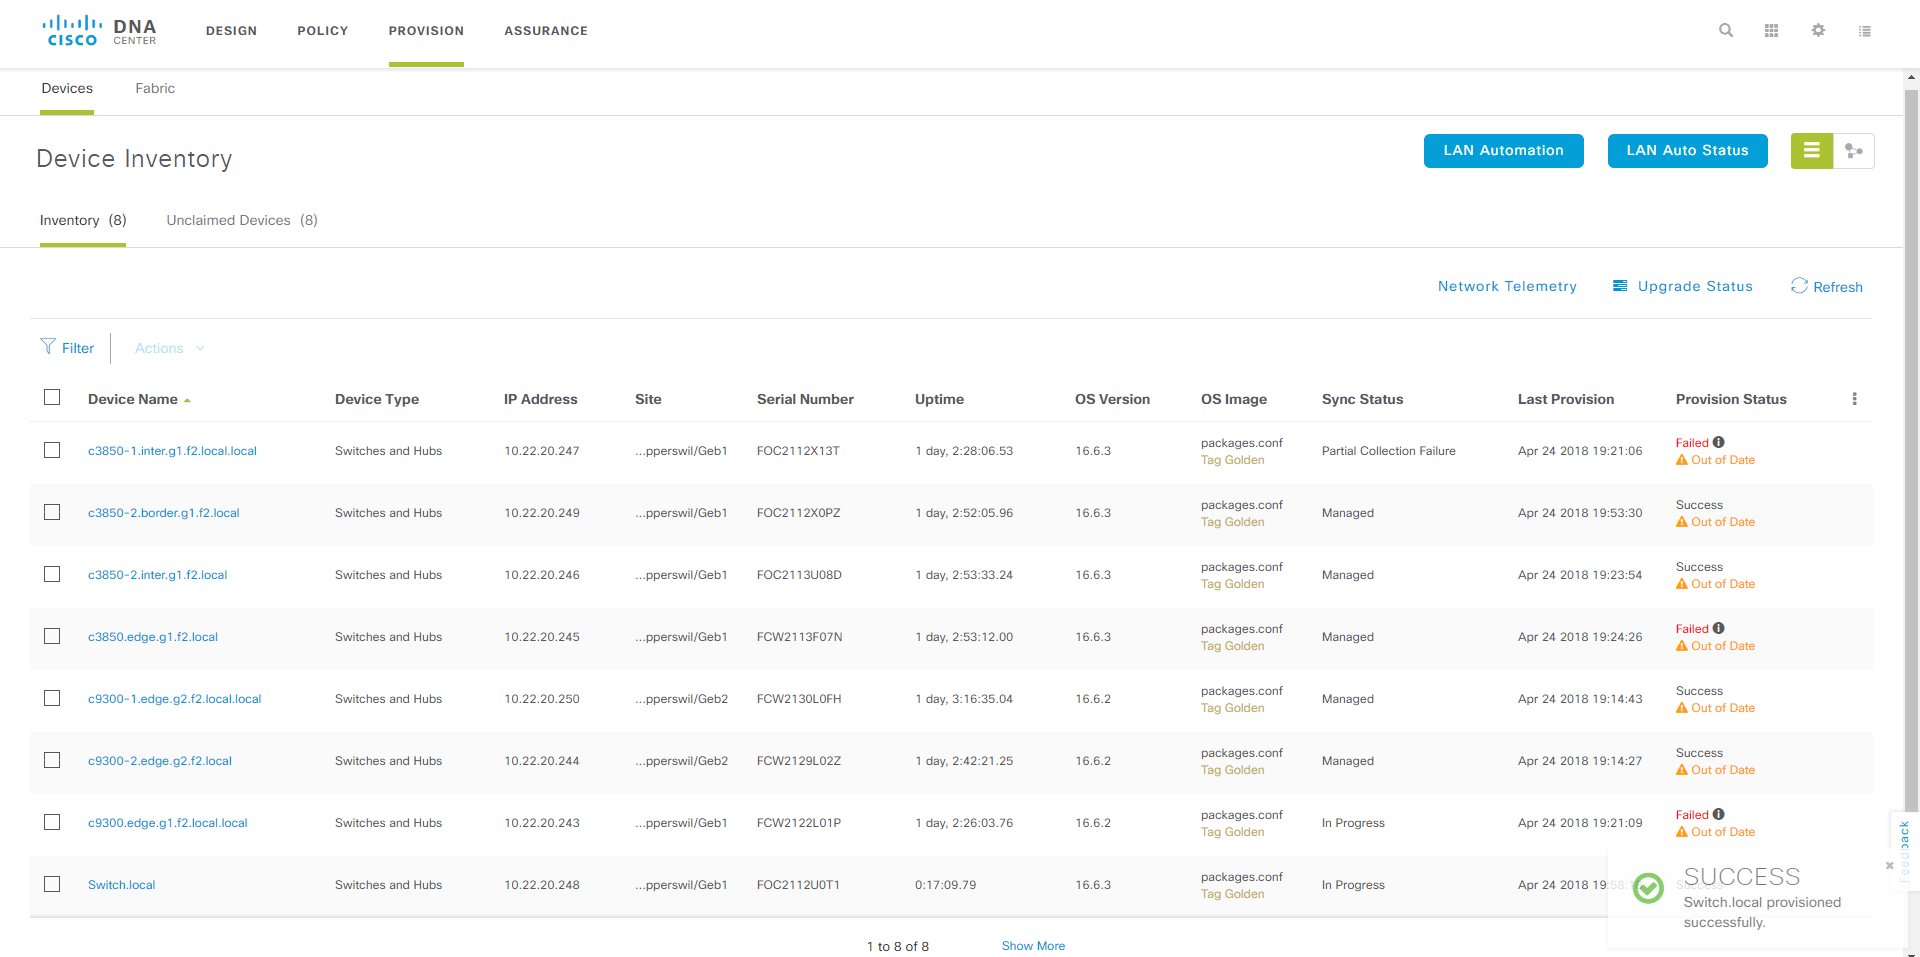 CISCO DNA CENTER DESIGN POLICY PROVISION ASSURANCE
Devices Fabric
Device Inventory LAN Automation LAN Auto Status
Inventory (8) Unclaimed Devices (8)
Network Telemetry Upgrade Status Refresh
Filter Actions
Device Name Device Type IP Address Site Serial Number Uptime OS Version OS Image Sync Status Last Provision Provision Status
c3850-1.inter.g1.f2.local.local Switches and Hubs 10.22.20.247 ...pperswil/Geb1 FOC2112X13T 1 day, 2:28:06.53 16.6.3 packages.conf Partial Collection Failure Apr 24 2018 19:21:06 Failed
Tag Golden Out of Date
c3850-2.border.g1.f2.local Switches and Hubs 10.22.20.249 ...pperswil/Geb1 FOC2112X0PZ 1 day, 2:52:05.96 16.6.3 packages.conf Managed Apr 24 2018 19:53:30 Success
Tag Golden Out of Date
c3850-2.inter.g1.f2.local Switches and Hubs 10.22.20.246 ...pperswil/Geb1 FOC2113U08D 1 day, 2:53:33.24 16.6.3 packages.conf Managed Apr 24 2018 19:23:54 Success
Tag Golden Out of Date
c3850.edge.g1.f2.local Switches and Hubs 10.22.20.245 ...pperswil/Geb1 FCW2113F07N 1 day, 2:53:12.00 16.6.3 packages.conf Managed Apr 24 2018 19:24:26 Failed
Tag Golden Out of Date
c9300-1.edge.g2.f2.local.local Switches and Hubs 10.22.20.250 ...pperswil/Geb2 FCW2130L0FH 1 day, 3:16:35.04 16.6.2 packages.conf Managed Apr 24 2018 19:14:43 Success
Tag Golden Out of Date
c9300-2.edge.g2.f2.local Switches and Hubs 10.22.20.244 ...pperswil/Geb2 FCW2129L02Z 1 day, 2:42:21.25 16.6.2 packages.conf Managed Apr 24 2018 19:14:27 Success
Tag Golden Out of Date
c9300.edge.g1.f2.local.local Switches and Hubs 10.22.20.243 ...pperswil/Geb1 FCW2122L01P 1 day, 2:26:03.76 16.6.2 packages.conf In Progress Apr 24 2018 19:21:09 Failed
Tag Golden Out of Date
Switch.local Switches and Hubs 10.22.20.248 ...pperswil/Geb1 FOC2112U0T1 0:17:09.79 16.6.3 packages.conf In Progress Apr 24 2018 Success
Tag Golden
Feedback
SUCCESS
Switch.local provisioned
successfully.
1 to 8 of 8 Show More